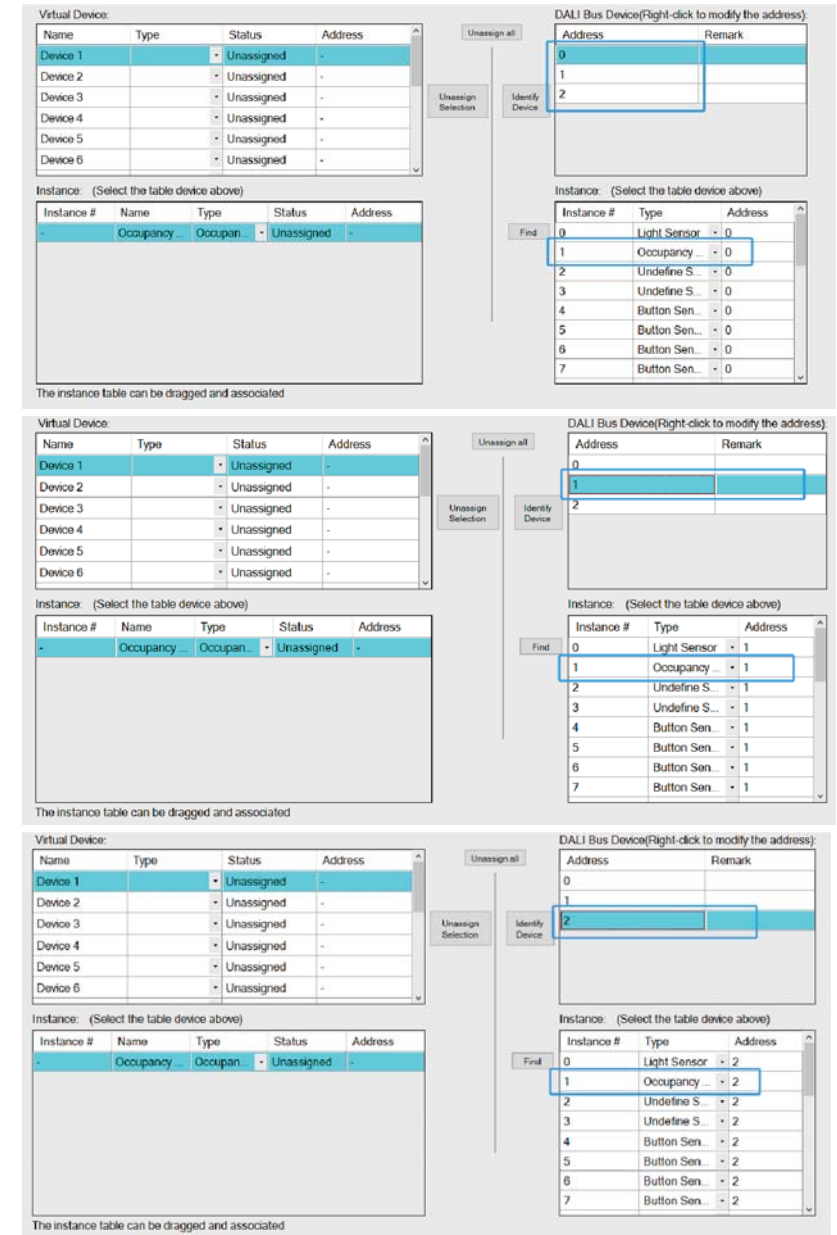 Virtual Device: DALI Bus Device(Right-click to modify the address):
Name Type Status Address Unassign all Address Remark
Device 1 Unassigned - 0
Device 2 Unassigned - 1
Device 3 Unassigned - Unassign Selection Identify Device 2
Device 4 Unassigned -
Device 5 Unassigned -
Device 6 Unassigned -
Instance: (Select the table device above) Instance: (Select the table device above)
Instance # Name Type Status Address Instance # Type Address
- Occupancy ... Occupan... Unassigned - Find 0 Light Sensor 0
1 Occupancy ... 0
2 Undefine S... 0
3 Undefine S... 0
4 Button Sen... 0
5 Button Sen... 0
6 Button Sen... 0
7 Button Sen... 0
The instance table can be dragged and associated
Virtual Device: DALI Bus Device(Right-click to modify the address):
Name Type Status Address Unassign all Address Remark
Device 1 Unassigned - 0
Device 2 Unassigned - 1
Device 3 Unassigned - Unassign Selection Identify Device 2
Device 4 Unassigned -
Device 5 Unassigned -
Device 6 Unassigned -
Instance: (Select the table device above) Instance: (Select the table device above)
Instance # Name Type Status Address Instance # Type Address
- Occupancy ... Occupan... Unassigned - Find 0 Light Sensor 1
1 Occupancy ... 1
2 Undefine S... 1
3 Undefine S... 1
4 Button Sen... 1
5 Button Sen... 1
6 Button Sen... 1
7 Button Sen... 1
The instance table can be dragged and associated
Virtual Device: DALI Bus Device(Right-click to modify the address):
Name Type Status Address Unassign all Address Remark
Device 1 Unassigned - 0
Device 2 Unassigned - 1
Device 3 Unassigned - Unassign Selection Identify Device 2
Device 4 Unassigned -
Device 5 Unassigned -
Device 6 Unassigned -
Instance: (Select the table device above) Instance: (Select the table device above)
Instance # Name Type Status Address Instance # Type Address
- Occupancy ... Occupan... Unassigned - Find 0 Light Sensor 2
1 Occupancy ... 2
2 Undefine S... 2
3 Undefine S... 2
4 Button Sen... 2
5 Button Sen... 2
6 Button Sen... 2
7 Button Sen... 2
The instance table can be dragged and associated